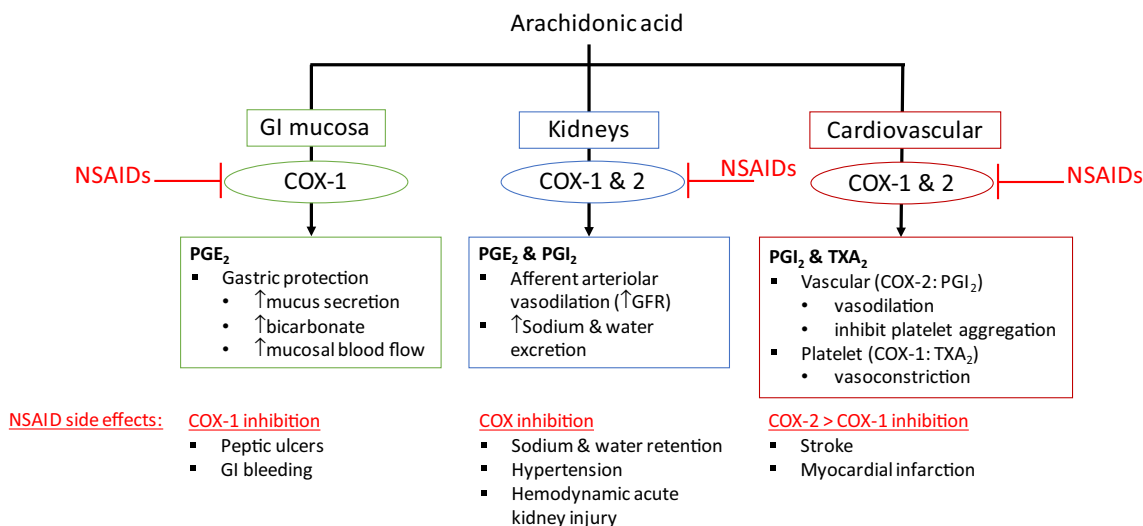 Arachidonic acid
GI mucosa
Kidneys
Cardiovascular
NSAIDs
COX-1
COX-1 & 2
NSAIDs
COX-1 & 2
NSAIDs
PGE₂
▪ Gastric protection
• ↑mucus secretion
• ↑bicarbonate
• ↑mucosal blood flow
PGE₂ & PGI₂
▪ Afferent arteriolar
vasodilation (↑GFR)
▪ ↑Sodium & water
excretion
PGI₂ & TXA₂
▪ Vascular (COX-2: PGI₂)
• vasodilation
• inhibit platelet aggregation
▪ Platelet (COX-1: TXA₂)
• vasoconstriction
NSAID side effects:
COX-1 inhibition
▪ Peptic ulcers
▪ GI bleeding
COX inhibition
▪ Sodium & water retention
▪ Hypertension
▪ Hemodynamic acute
kidney injury
COX-2 > COX-1 inhibition
▪ Stroke
▪ Myocardial infarction